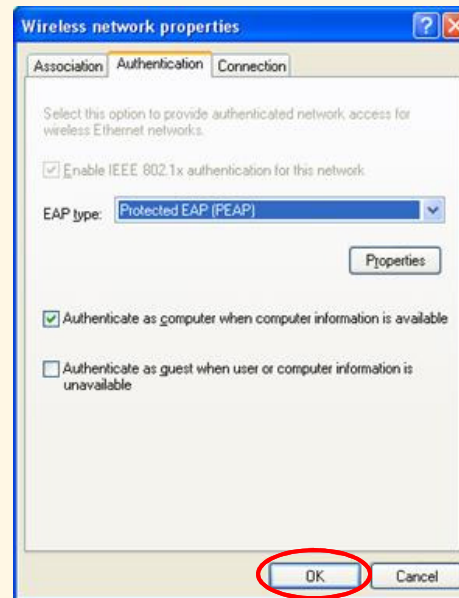 Wireless network properties
Association Authentication Connection
Select this option to provide authenticated network access for
wireless Ethernet networks.
Enable IEEE 802.1x authentication for this network
EAP type: Protected EAP (PEAP)
Properties
Authenticate as computer when computer information is available
Authenticate as guest when user or computer information is
unavailable
OK Cancel